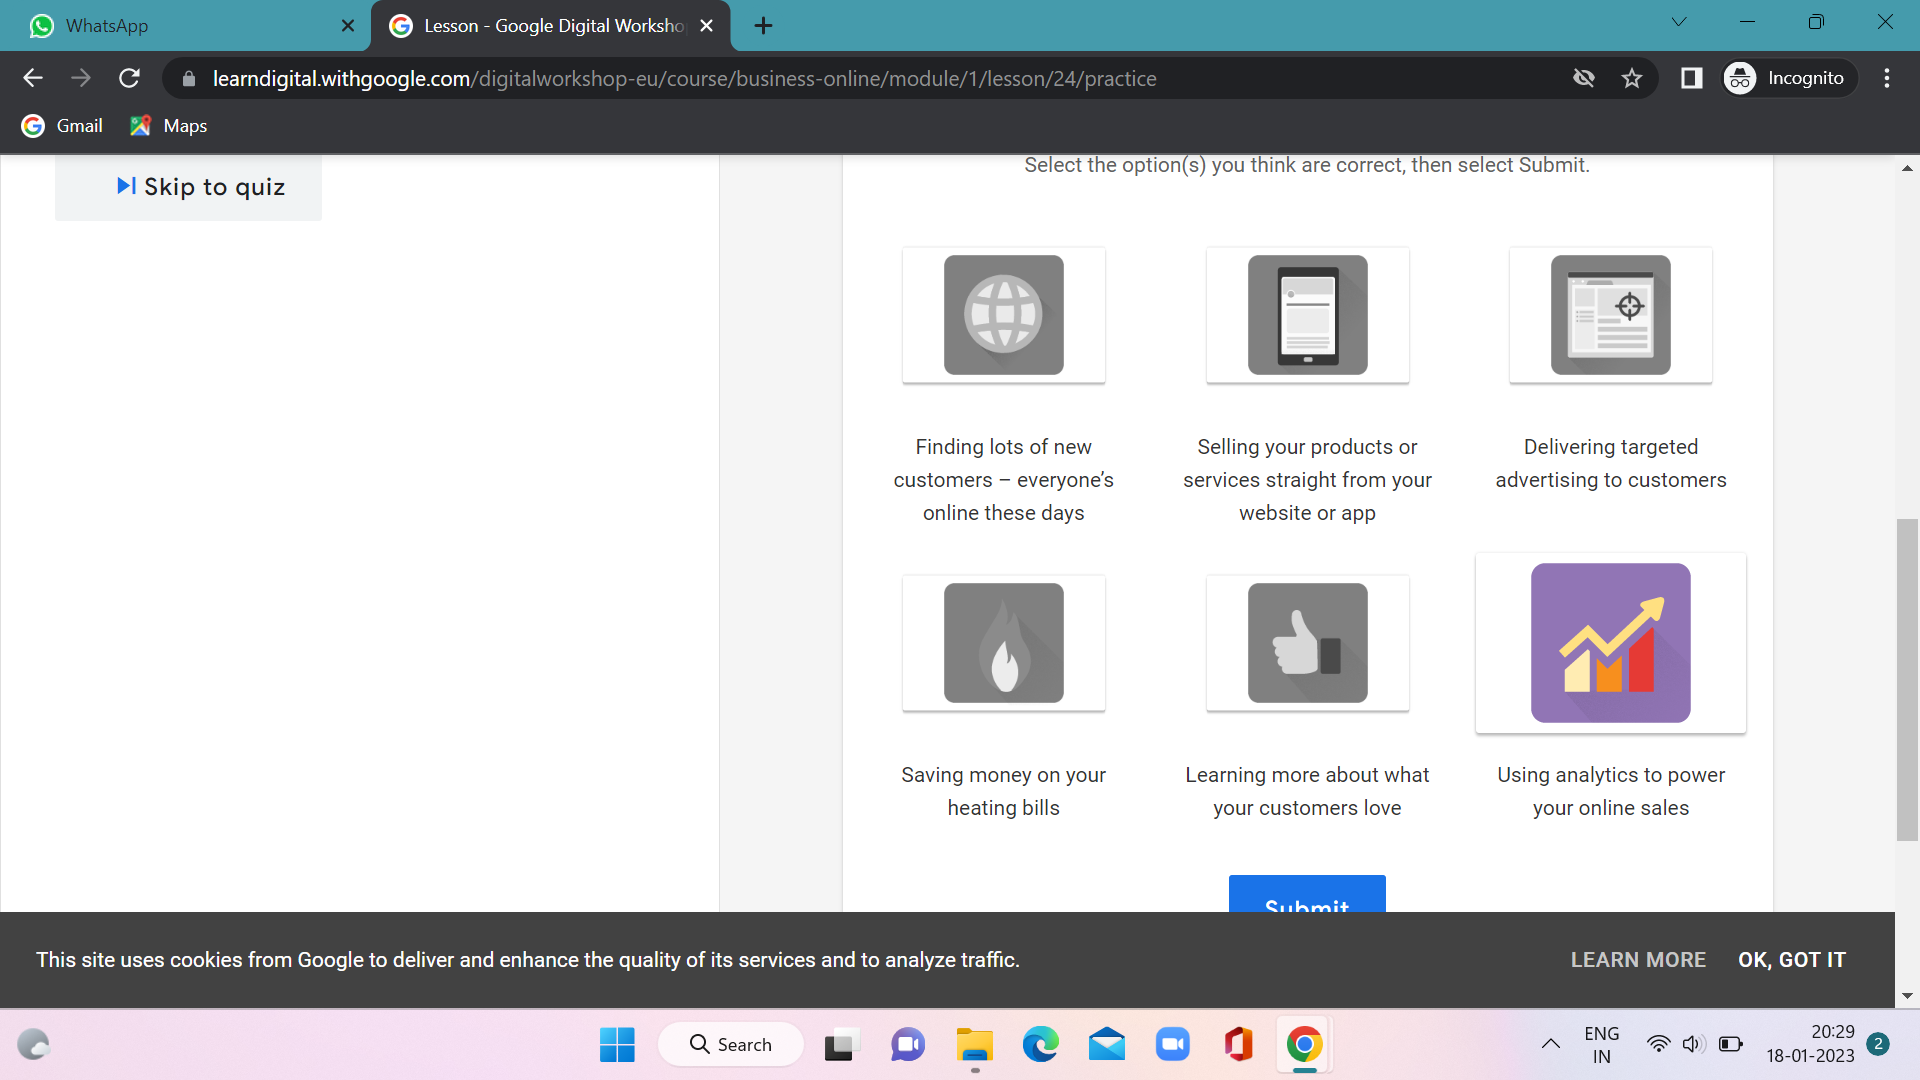 WhatsApp
Lesson - Google Digital Worksho
learndigital.withgoogle.com/digitalworkshop-eu/course/business-online/module/1/lesson/24/practice
Incognito
Gmail
Maps
Skip to quiz
Select the option(s) you think are correct, then select Submit.
Finding lots of new
customers – everyone’s
online these days
Selling your products or
services straight from your
website or app
Delivering targeted
advertising to customers
Saving money on your
heating bills
Learning more about what
your customers love
Using analytics to power
your online sales
Submit
This site uses cookies from Google to deliver and enhance the quality of its services and to analyze traffic.
LEARN MORE
OK, GOT IT
Search
ENG
IN
20:29
18-01-2023
2